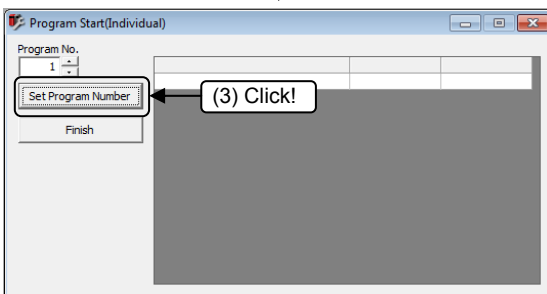 Program Start(Individual)
Program No.
1
Set Program Number
(3) Click!
Finish